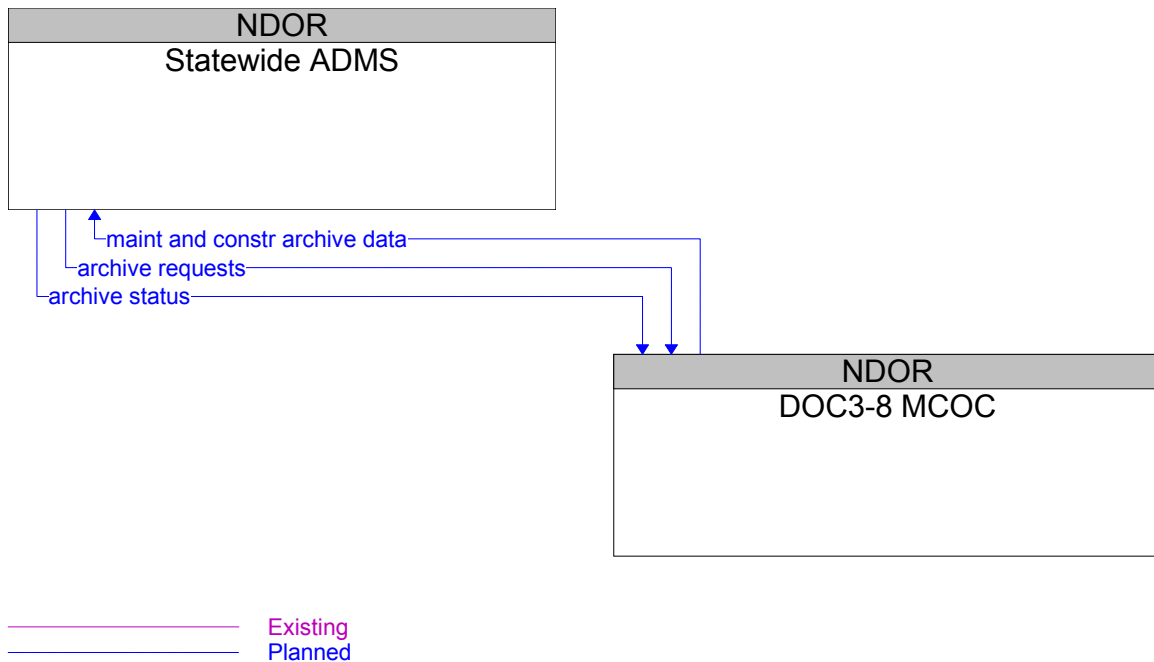 NDOR
Statewide ADMS
maint and constr archive data
archive requests
archive status
NDOR
DOC3-8 MCOC
Existing
Planned